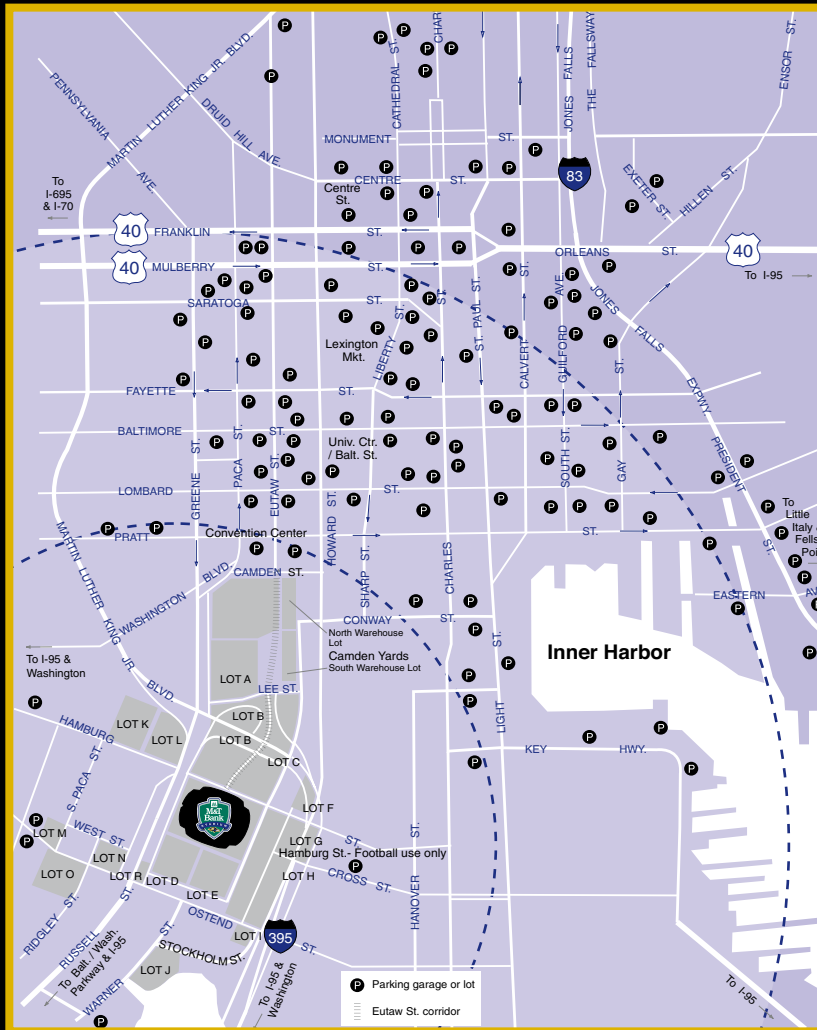 CHAR
ST.
ENSOR
THE FALLSWAY
JONES FALLS
CATHEDRAL ST.
MARTIN LUTHER KING JR. BLVD.
PENNSYLVANIA
AVE.
DRUID
HILL AVE.
MONUMENT
ST.
83
CENTRE
ST.
Centre
St.
EXETER ST.
HILLEN ST.
To
I-695
& I-70
40
FRANKLIN
ST.
ORLEANS
ST.
40
40
MULBERRY
ST.
To I-95
SARATOGA
ST.
LIBERTY
ST.
ST.
ST. PAUL ST.
CALVERT
ST.
GUILFORD
AVE.
JONES
FALLS
EXPWY.
Lexington
Mkt.
FAYETTE
ST.
BALTIMORE
ST.
Univ. Ctr.
/ Balt. St.
GREENE
ST.
PACA
ST.
EUTAW ST.
HOWARD ST.
SOUTH ST.
GAY
ST.
PRESIDENT
ST.
LOMBARD
ST.
To
Little
Italy &
Fells
Poi
PRATT
ST.
Convention Center
CAMDEN ST.
SHARP ST.
CHARLES
WASHINGTON
BLVD.
EASTERN
AV
MARTIN LUTHER KING JR.
BLVD.
CONWAY
ST.
North Warehouse
Lot
Camden Yards
South Warehouse Lot
To I-95 &
Washington
LOT A
LEE ST.
Inner Harbor
LIGHT
ST.
LOT K
LOT B
LOT L
LOT B
HAMBURG
LOT C
KEY
HWY.
S. PACA ST.
M&T
Bank
STADIUM
LOT F
LOT M
WEST ST.
LOT G
ST.
HANOVER
ST.
Hamburg St.- Football use only
LOT N
LOT O
LOT R
LOT D
LOT H
CROSS ST.
LOT E
RIDGLEY ST.
RUSSELL
ST.
OSTEND
ST.
LOT I
395
STOCKHOLM ST.
LOT J
To Balt. / Wash.
Parkway & I-95
WARNER
ST.
To I-95 &
Washington
To I-95
P Parking garage or lot
Eutaw St. corridor